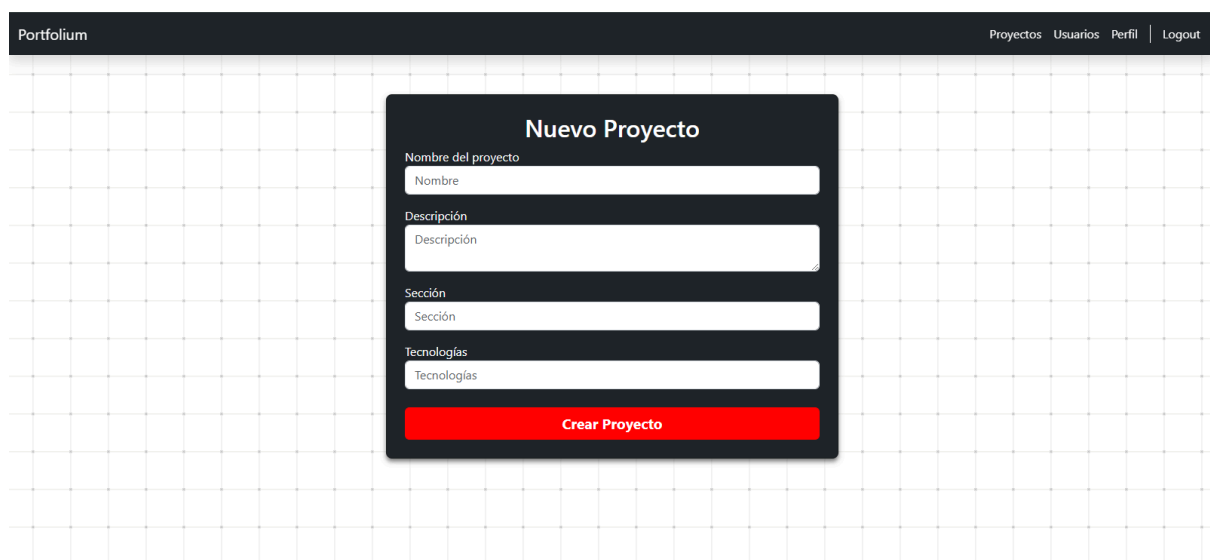 Portfolium
Proyectos Usuarios Perfil Logout
Nuevo Proyecto
Nombre del proyecto
Nombre
Descripción
Descripción
Sección
Sección
Tecnologías
Tecnologías
Crear Proyecto